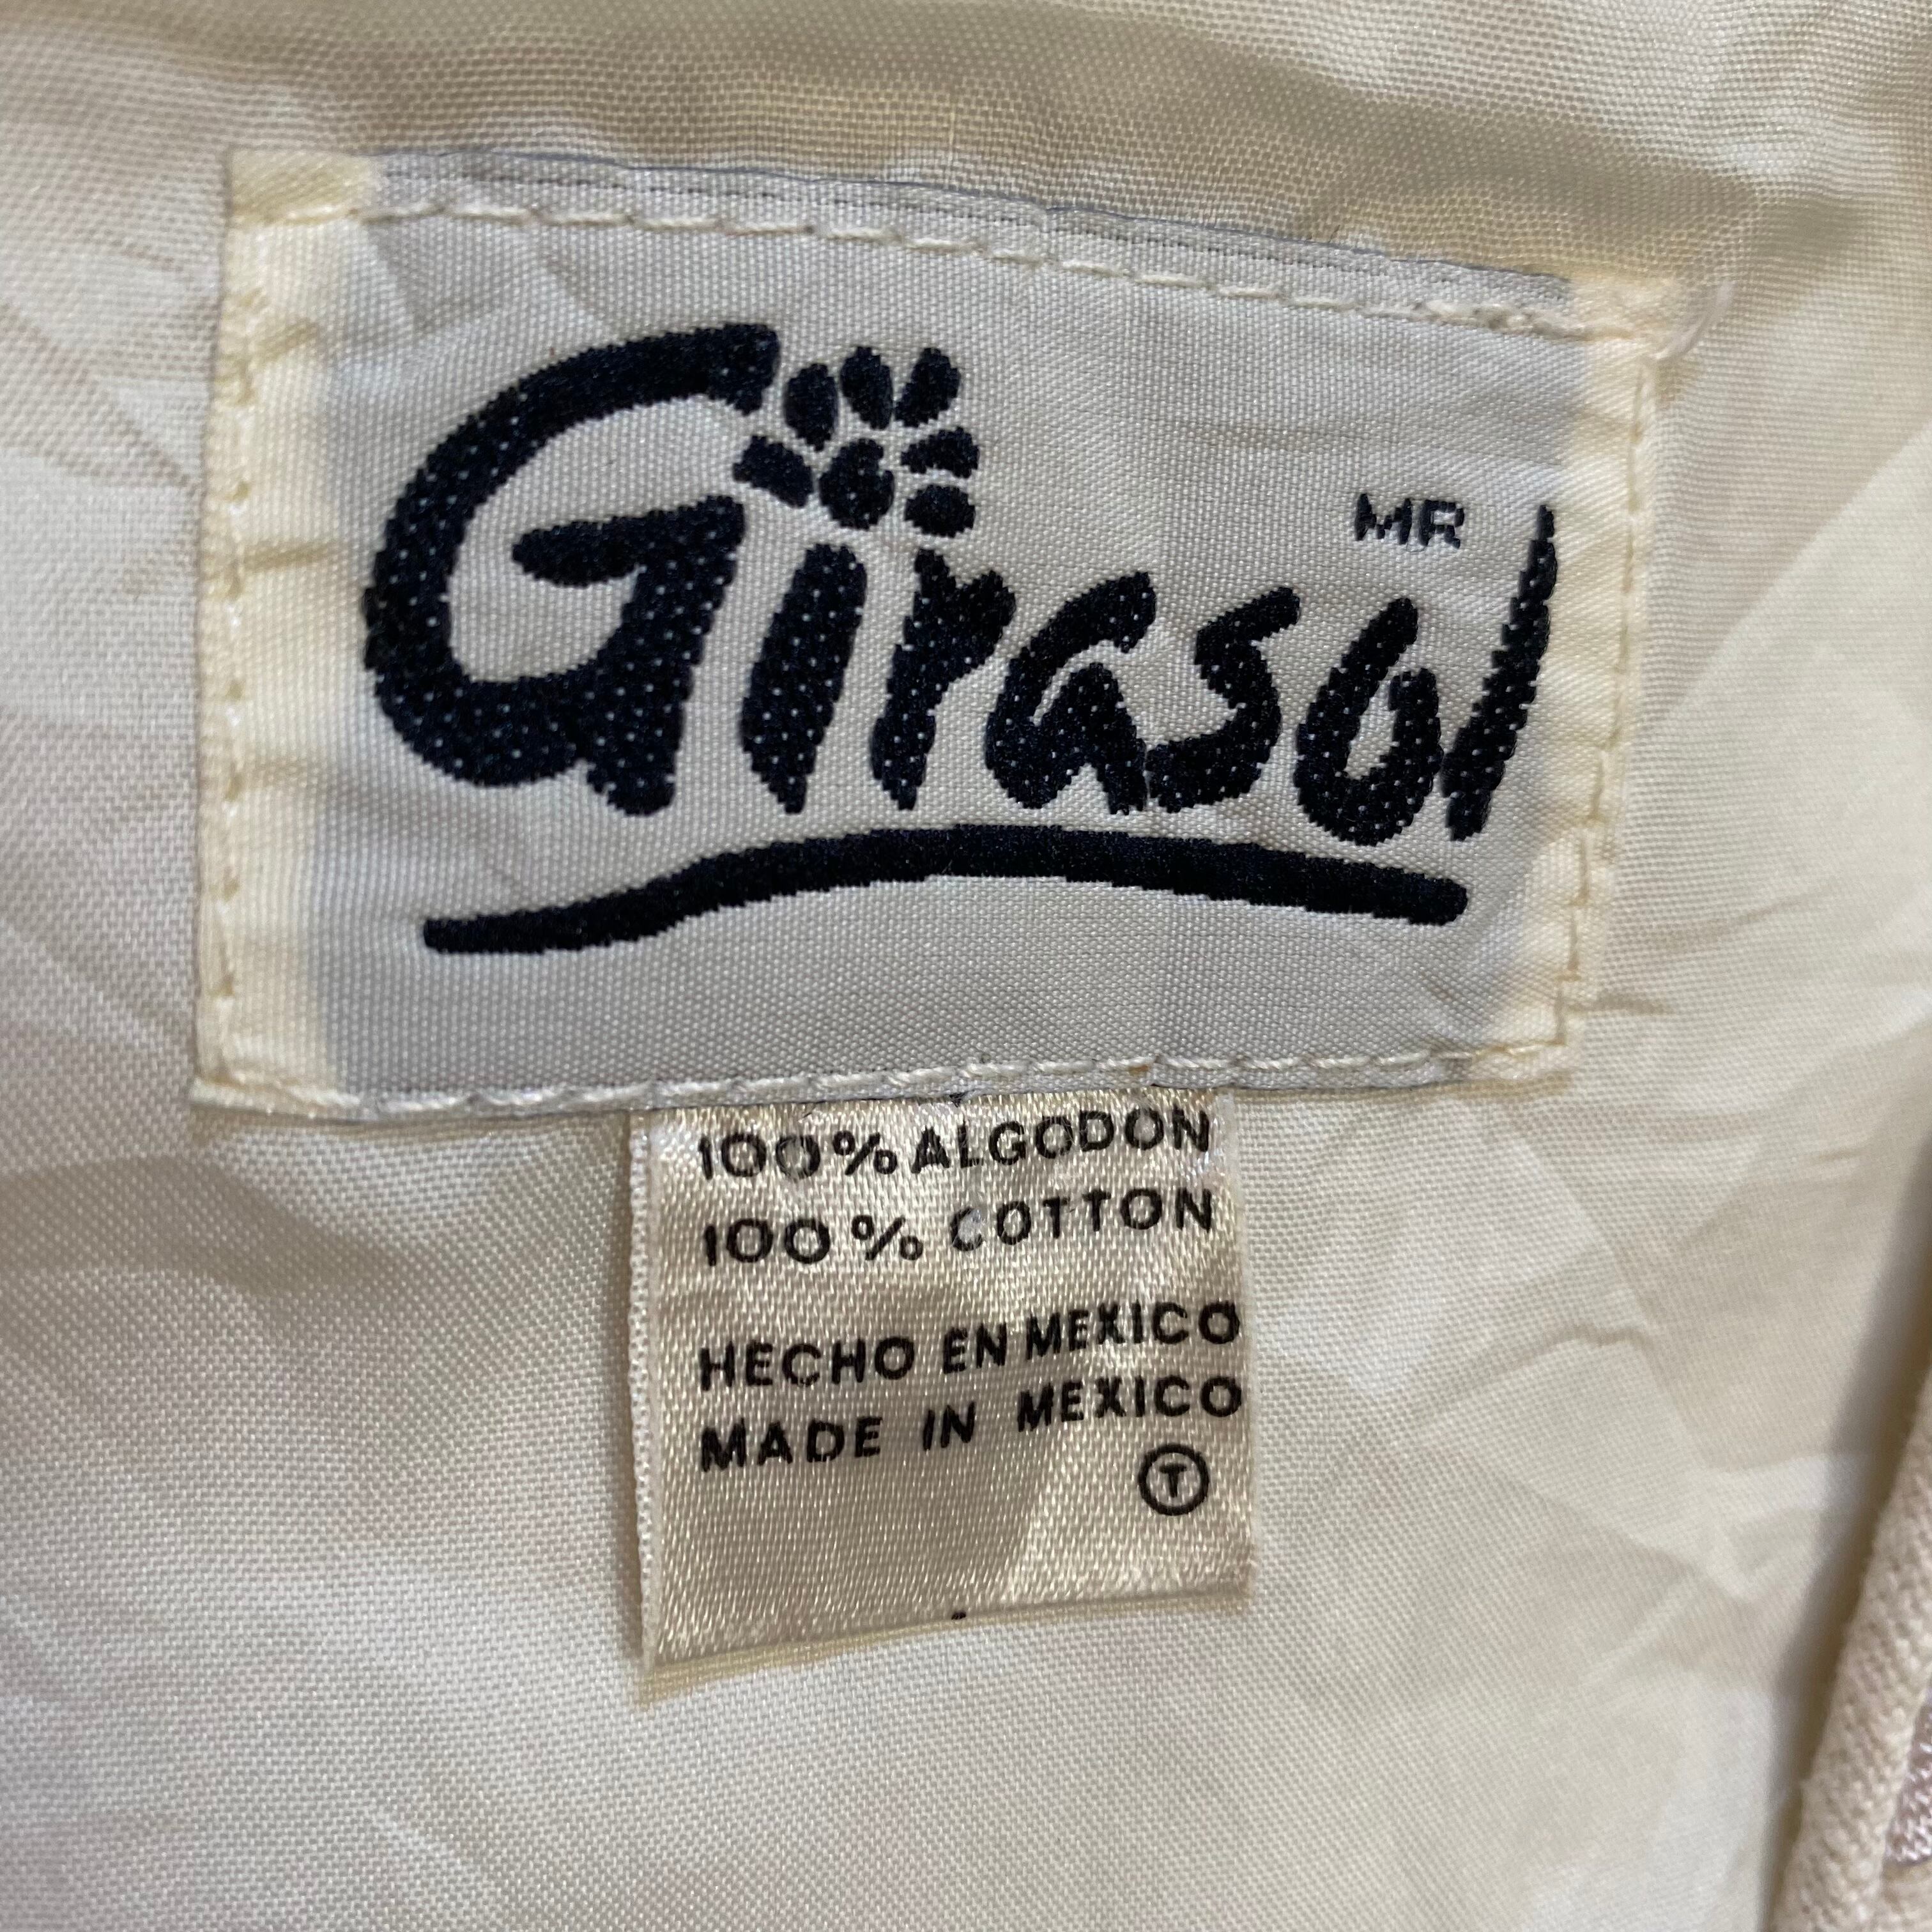 Girasol MR
100% ALGODON
100% COTTON
HECHO EN MEXICO
MADE IN MEXICO
T